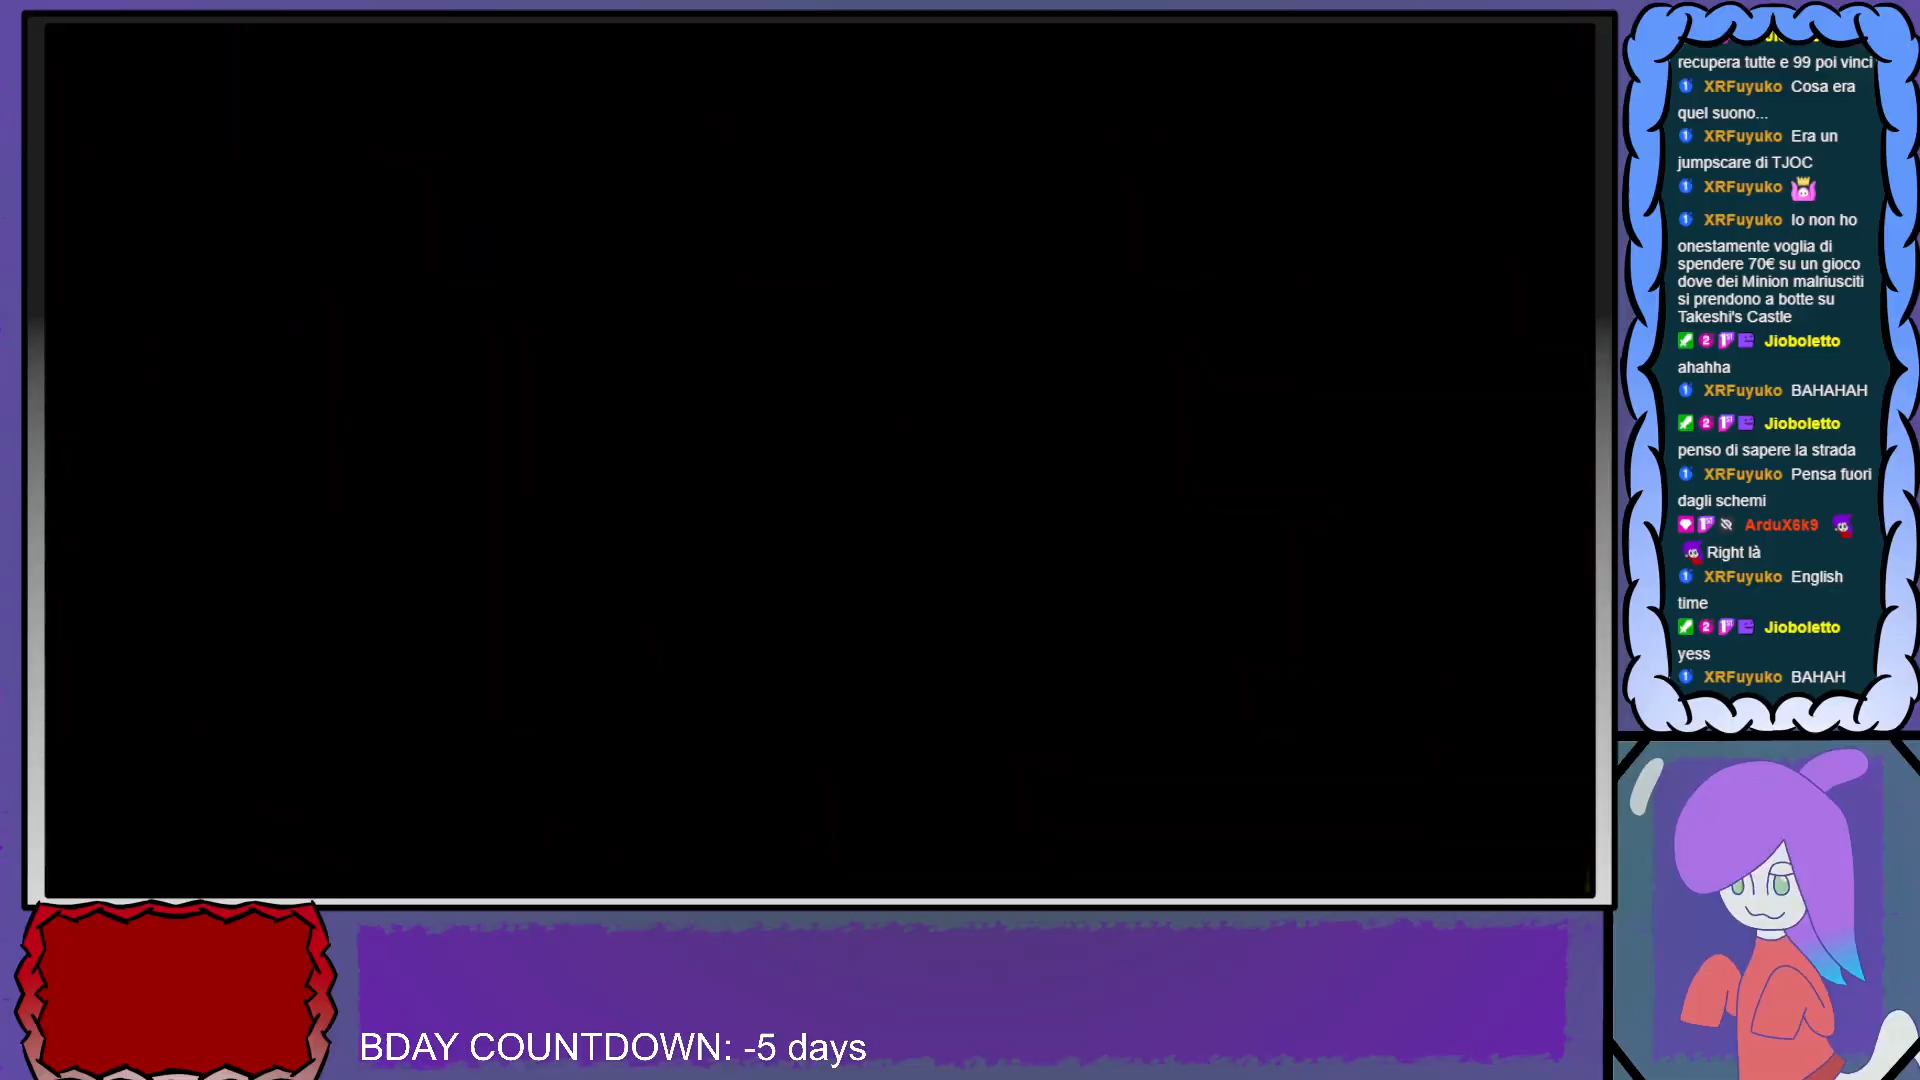 recupera tutte e 99 poi vinci
XRFuyuko Cosa era
quel suono...
XRFuyuko Era un
jumpscare di TJOC
XRFuyuko
XRFuyuko Io non ho
onestamente voglia di
spendere 70€ su un gioco
dove dei Minion malriusciti
si prendono a botte su
Takeshi's Castle
Jioboletto
ahahha
XRFuyuko BAHAHAH
Jioboletto
penso di sapere la strada
XRFuyuko Pensa fuori
dagli schemi
ArduX6k9
Right là
XRFuyuko English
time
Jioboletto
yess
XRFuyuko BAHAH
BDAY COUNTDOWN: -5 days